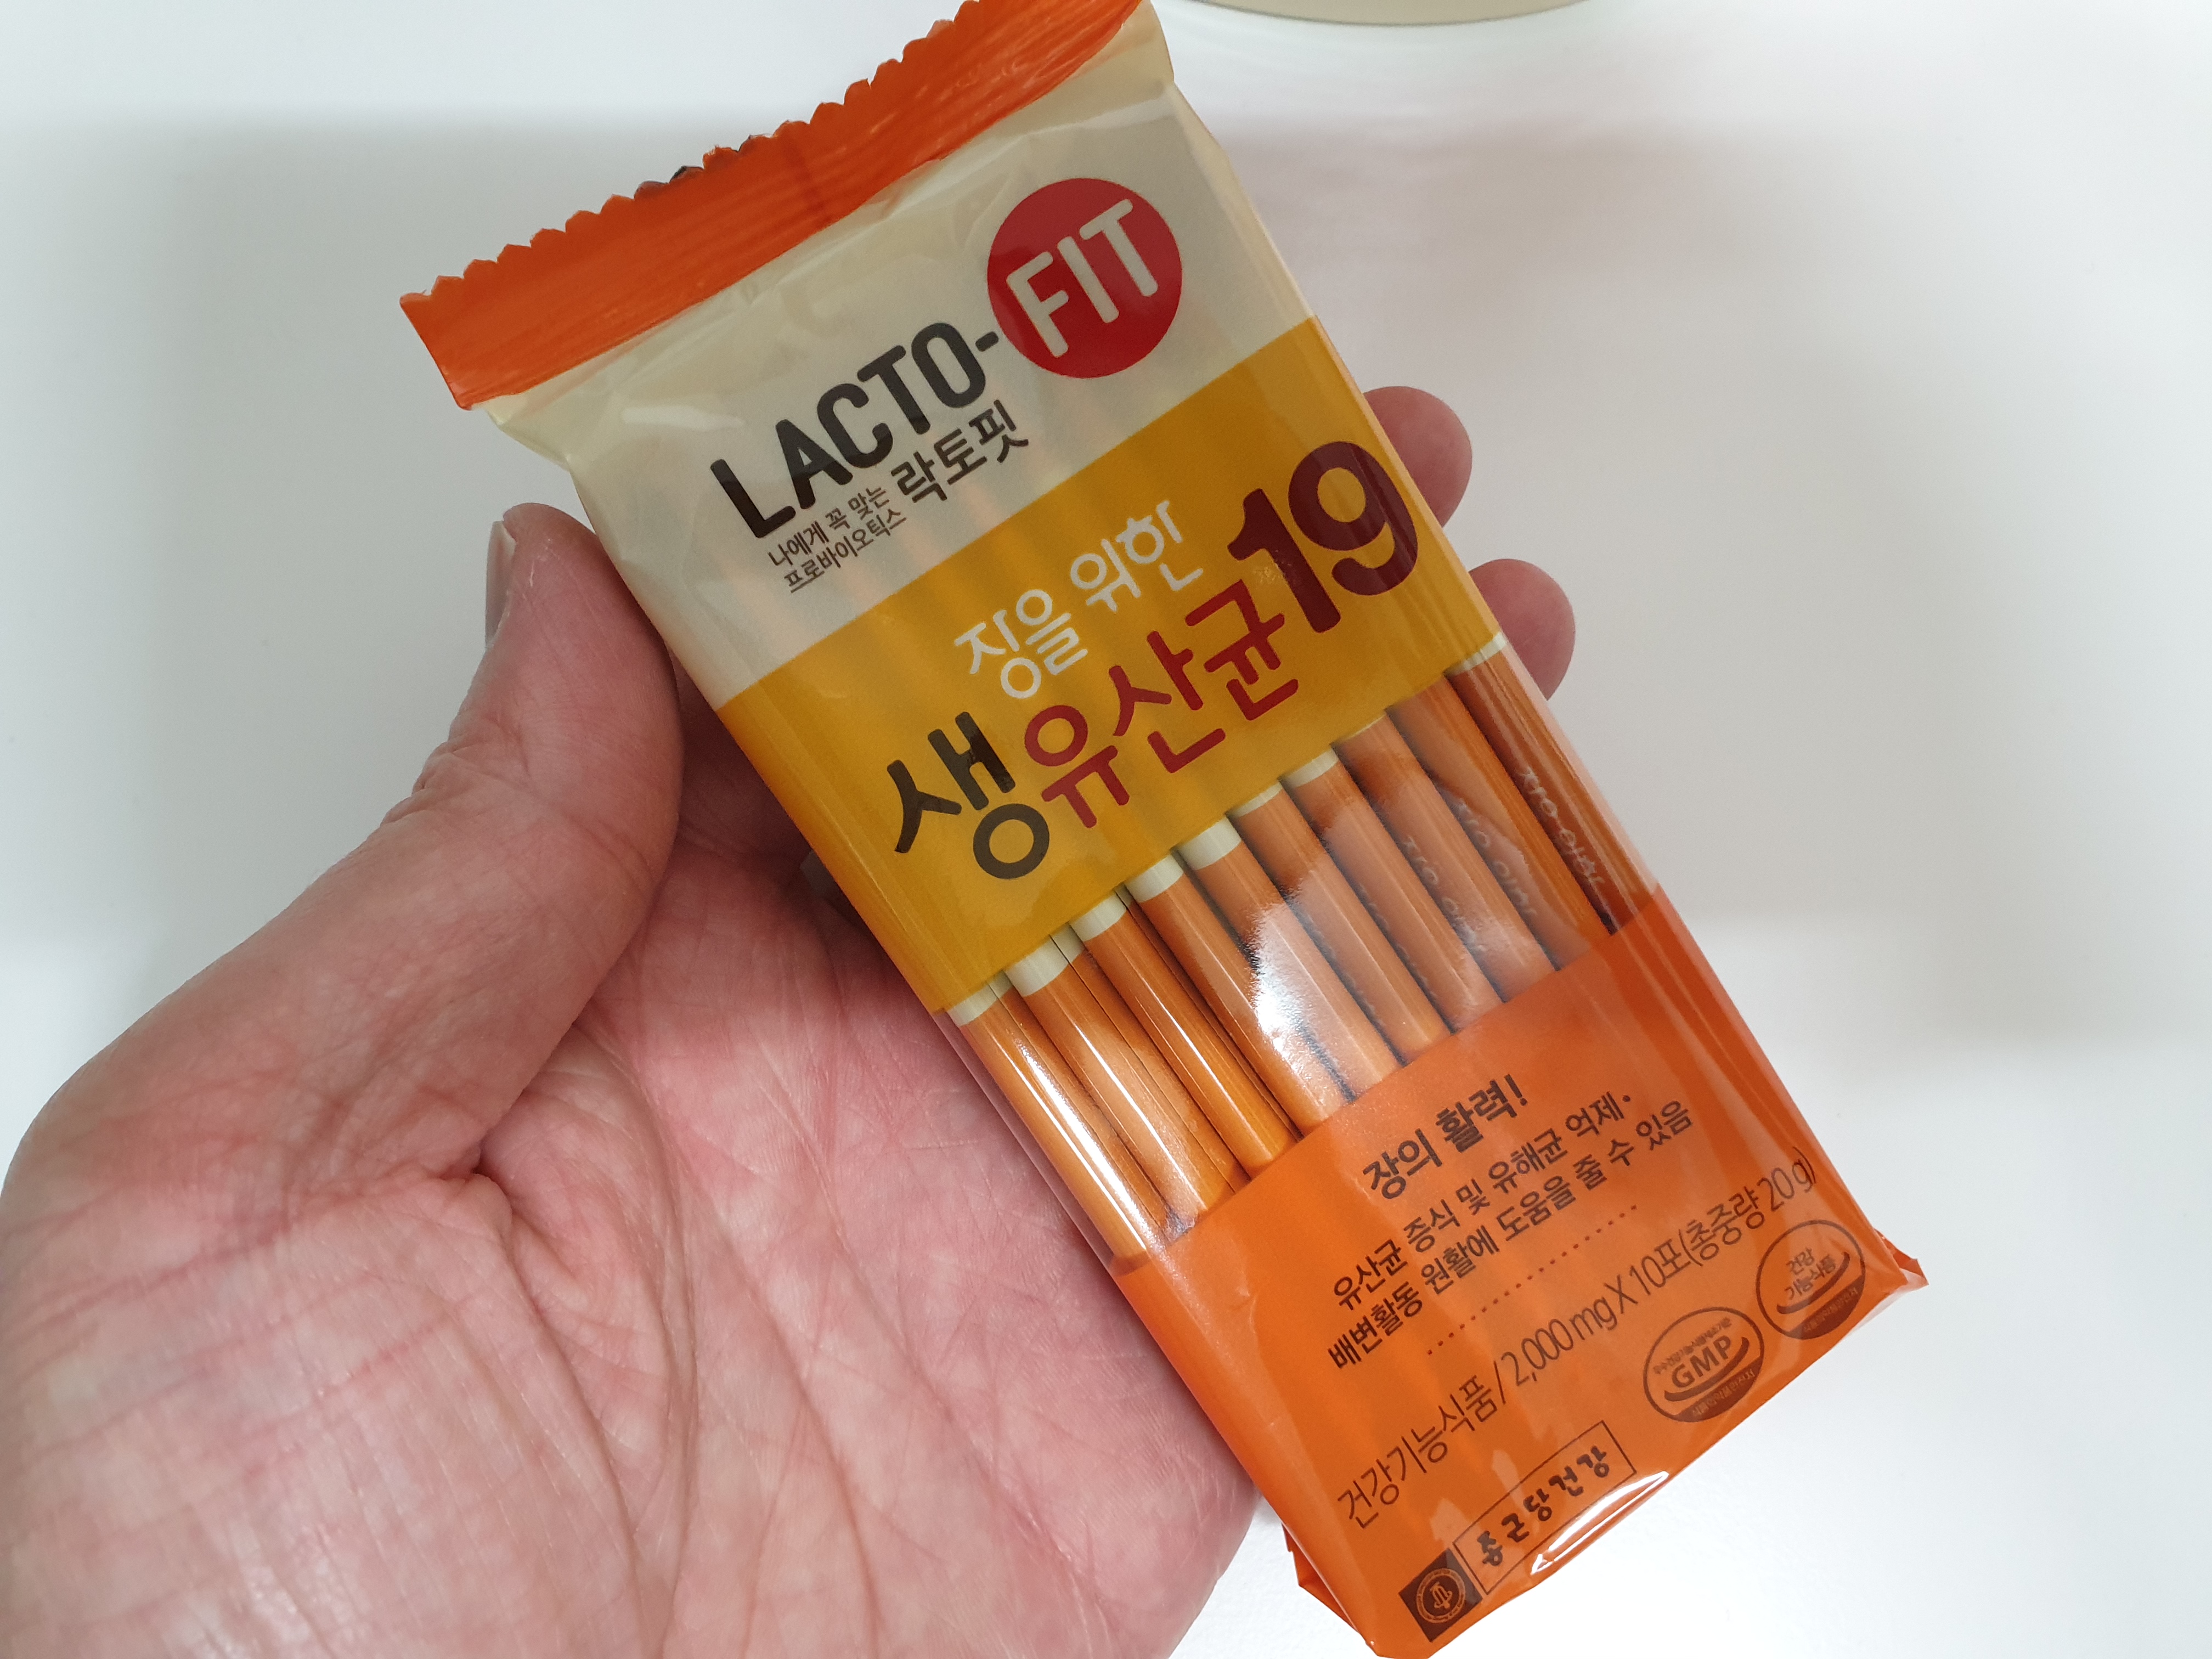 LACTO-FIT
나에게 꼭 맞는
프로바이오틱스
락토핏
장을 위한
생유산균19
장의 활력!
유산균 증식 및 유해균 억제·
배변활동 원활에 도움을 줄 수 있음
건강기능식품/2,000mg X 10포(총중량 20g)
건강
기능식품
GMP
종근당건강